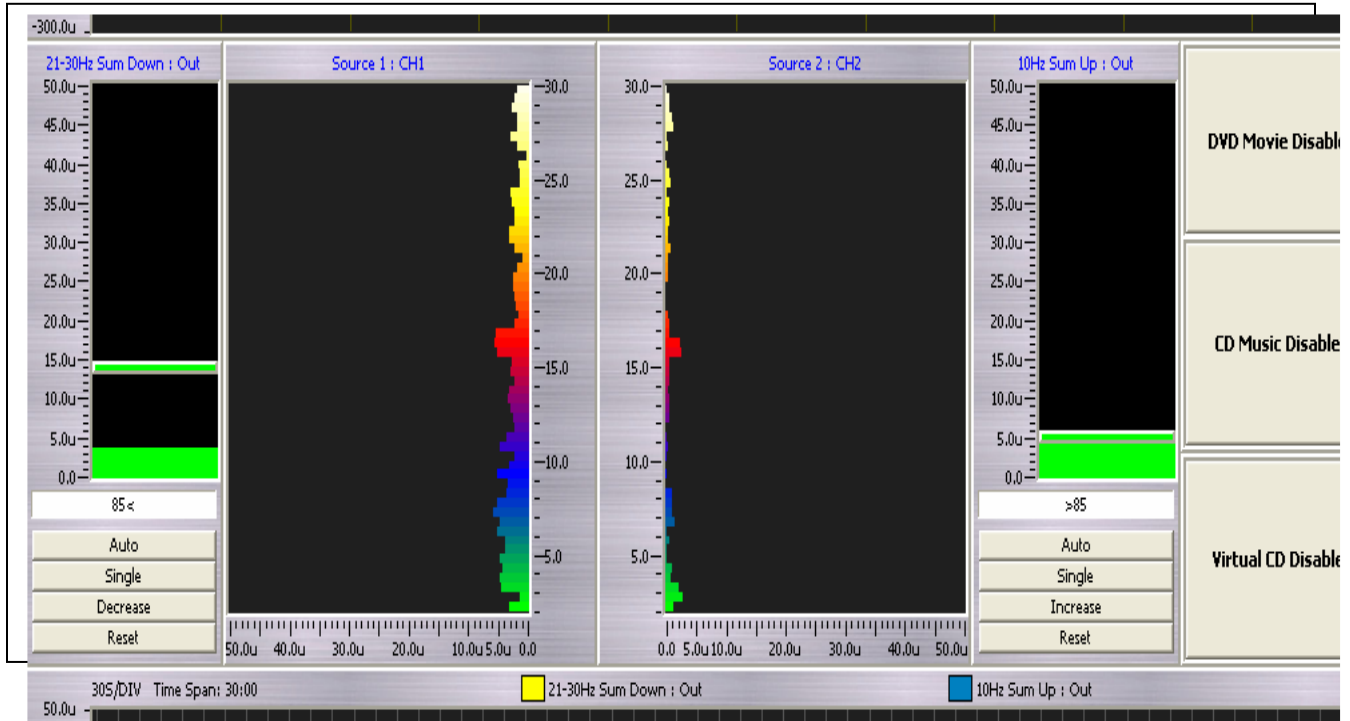 -300.0u
21-30Hz Sum Down : Out
Source 1 : CH1
Source 2 : CH2
10Hz Sum Up : Out
50.0u
45.0u
40.0u
35.0u
30.0u
25.0u
20.0u
15.0u
10.0u
5.0u
0.0
85<
Auto
Single
Decrease
Reset
30.0
25.0
20.0
15.0
10.0
5.0
50.0u 40.0u 30.0u 20.0u 10.0u 5.0u 0.0
30.0
25.0
20.0
15.0
10.0
5.0
0.0 5.0u 10.0u 20.0u 30.0u 40.0u 50.0u
50.0u
45.0u
40.0u
35.0u
30.0u
25.0u
20.0u
15.0u
10.0u
5.0u
0.0
>85
Auto
Single
Increase
Reset
DVD Movie Disable
CD Music Disable
Virtual CD Disable
30S/DIV Time Span: 30:00
21-30Hz Sum Down : Out
10Hz Sum Up : Out
50.0u